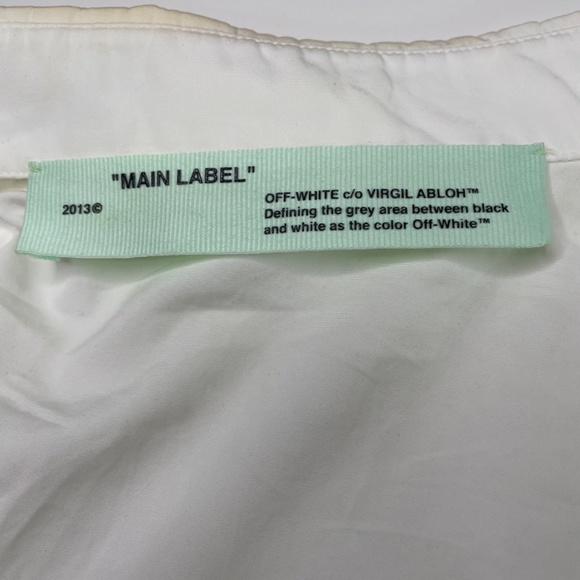 "MAIN LABEL"
2013©
OFF-WHITE c/o VIRGIL ABLOH™
Defining the grey area between black
and white as the color Off-White™